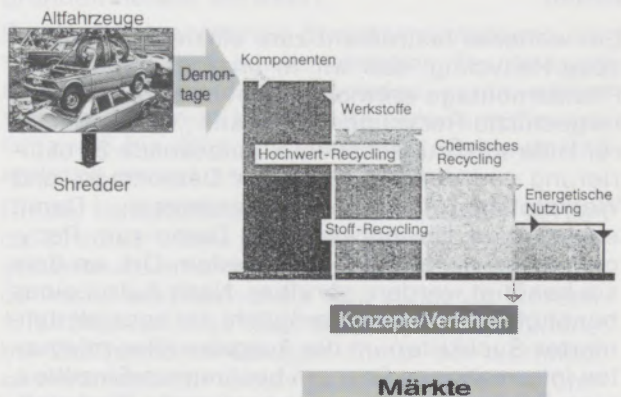 Altfahrzeuge
Demon-
tage
Komponenten
Werkstoffe
Hochwert-Recycling
Chemisches
Recycling
Shredder
Energetische
Nutzung
Stoff-Recycling
Konzepte/Verfahren
Märkte